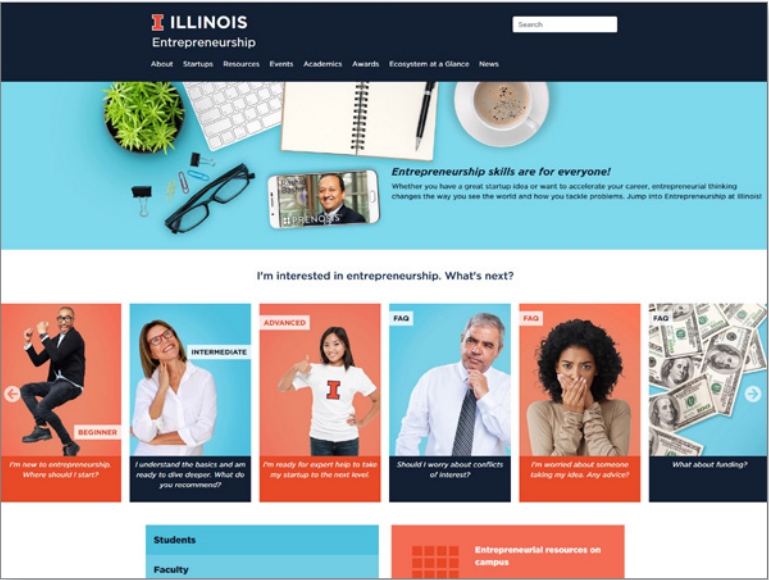 I ILLINOIS
Entrepreneurship
Search
About Startups Resources Events Academics Awards Ecosystem at a Glance News
Entrepreneurship skills are for everyone!
Whether you have a great startup idea or want to accelerate your career, entrepreneurial thinking
changes the way you see the world and how you tackle problems. Jump into Entrepreneurship at Illinois!
PRENOSIS
I'm interested in entrepreneurship. What's next?
BEGINNER
I'm new to entrepreneurship.
Where should I start?
INTERMEDIATE
I understand the basics and am
ready to dive deeper. What do
you recommend?
ADVANCED
I
I'm ready for expert help to take
my startup to the next level.
FAQ
Should I worry about conflicts
of interest?
FAQ
I'm worried about someone
taking my idea. Any advice?
FAQ
What about funding?
Students
Faculty
Entrepreneurial resources on
campus